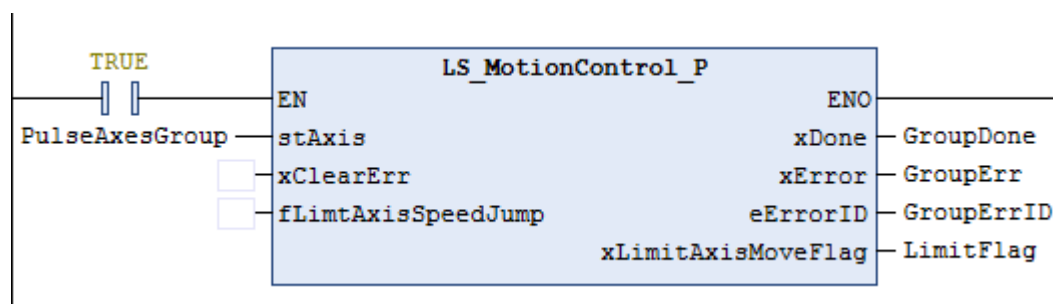 TRUE
LS_MotionControl_P
EN ENO
PulseAxesGroup stAxis xDone GroupDone
xClearErr xError GroupErr
fLimtAxisSpeedJump eErrorID GroupErrID
xLimitAxisMoveFlag LimitFlag